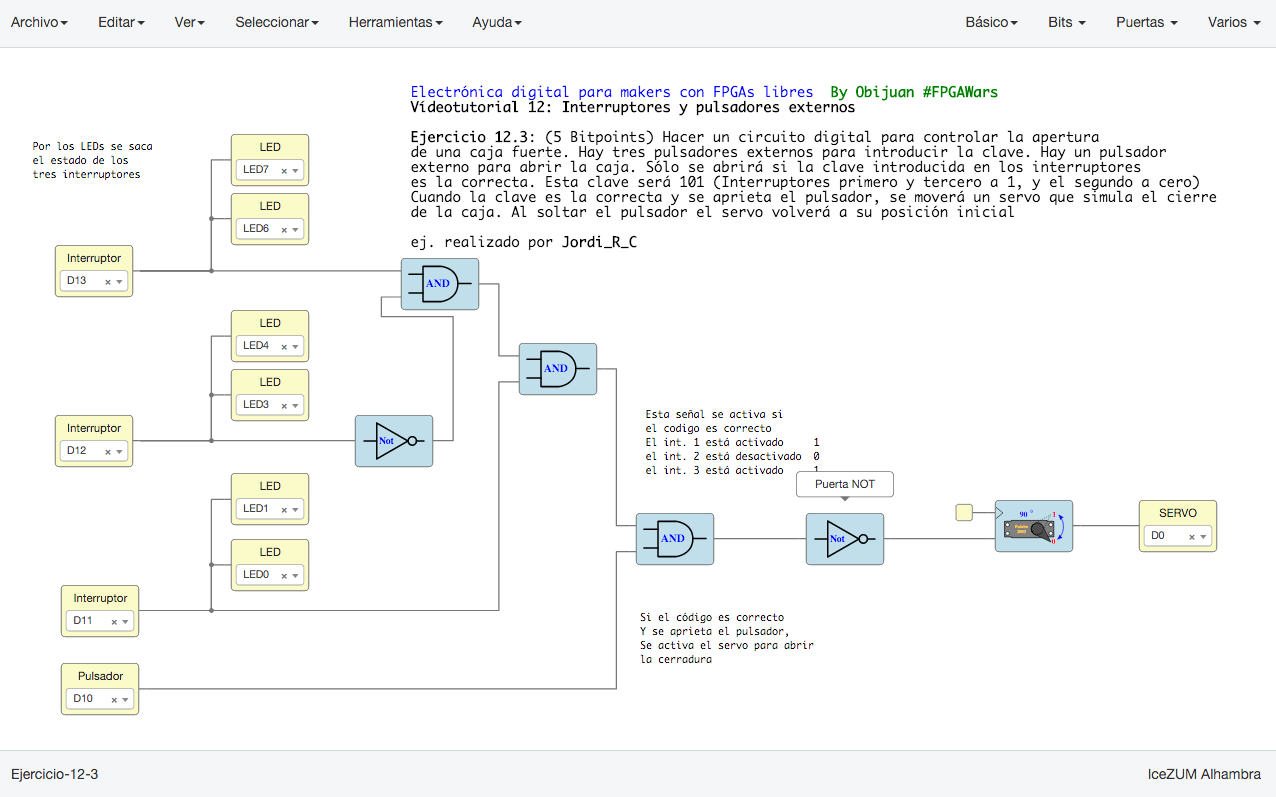 Archivo Editar Ver Seleccionar Herramientas Ayuda Básico Bits Puertas Varios
Electrónica digital para makers con FPGAs libres By Obijuan #FPGAWars
Vídeotutorial 12: Interruptores y pulsadores externos
Ejercicio 12.3: (5 Bitpoints) Hacer un circuito digital para controlar la apertura
de una caja fuerte. Hay tres pulsadores externos para introducir la clave. Hay un pulsador
externo para abrir la caja. Sólo se abrirá si la clave introducida en los interruptores
es la correcta. Esta clave será 101 (Interruptores primero y tercero a 1, y el segundo a cero)
Cuando la clave es la correcta y se aprieta el pulsador, se moverá un servo que simula el cierre
de la caja. Al soltar el pulsador el servo volverá a su posición inicial
ej. realizado por Jordi_R_C
Por los LEDs se saca
el estado de los
tres interruptores
LED
LED7
LED
LED6
Interruptor
D13
AND
LED
LED4
LED
LED3
Interruptor
D12
Not
AND
LED
LED1
LED
LED0
Interruptor
D11
Pulsador
D10
Esta señal se activa si
el codigo es correcto
El int. 1 está activado 1
el int. 2 está desactivado 0
el int. 3 está activado 1
AND
Puerta NOT
Not
90 °
1
0
SERVO
D0
Si el código es correcto
Y se aprieta el pulsador,
Se activa el servo para abrir
la cerradura
Ejercicio-12-3
IceZUM Alhambra